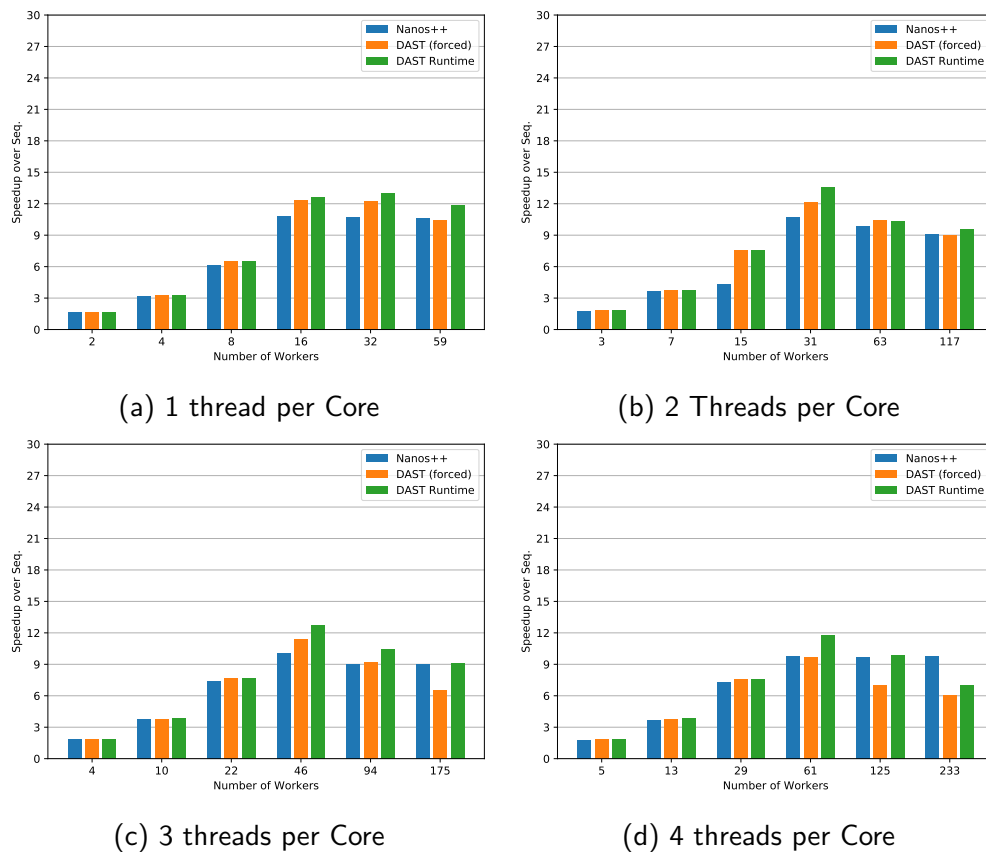 30
27
24
21
18
15
12
9
6
3
0
Speedup over Seq.
Nanos++
DAST (forced)
DAST Runtime
2 4 8 16 32 59
Number of Workers
(a) 1 thread per Core
30
27
24
21
18
15
12
9
6
3
0
Speedup over Seq.
Nanos++
DAST (forced)
DAST Runtime
3 7 15 31 63 117
Number of Workers
(b) 2 Threads per Core
30
27
24
21
18
15
12
9
6
3
0
Speedup over Seq.
Nanos++
DAST (forced)
DAST Runtime
4 10 22 46 94 175
Number of Workers
(c) 3 threads per Core
30
27
24
21
18
15
12
9
6
3
0
Speedup over Seq.
Nanos++
DAST (forced)
DAST Runtime
5 13 29 61 125 233
Number of Workers
(d) 4 threads per Core